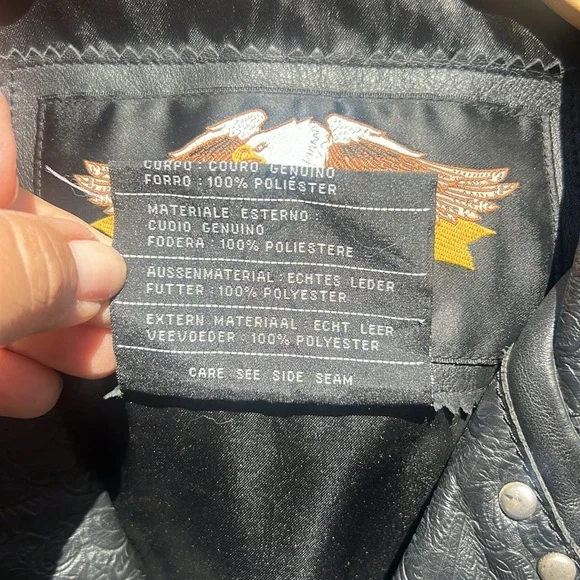 CORPO : COURO GENUINO
FORRO : 100% POLIÉSTER
MATERIALE ESTERNO :
CUOIO GENUINO
FODERA : 100% POLIESTERE
AUSSENMATERIAL : ECHTES LEDER
FUTTER : 100% POLYESTER
EXTERN MATERIAAL : ECHT LEER
VEEVOEDER : 100% POLYESTER
CARE SEE SIDE SEAM